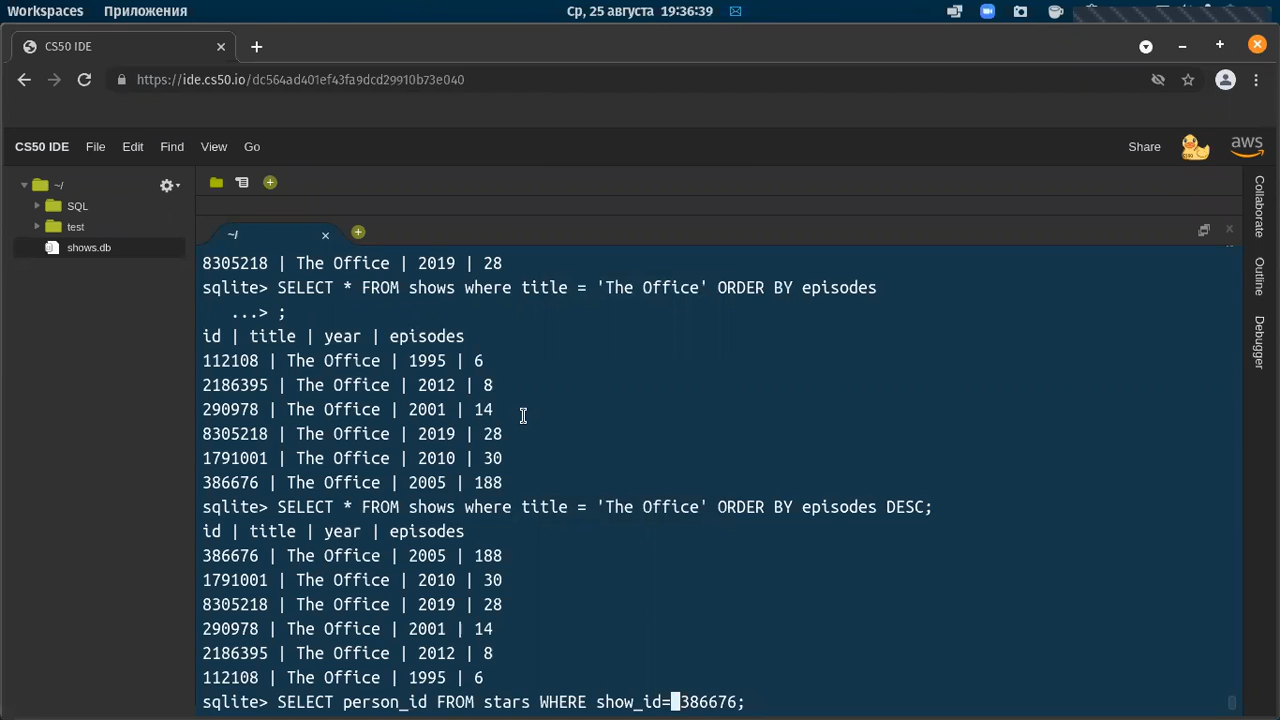 Workspaces Приложения Ср, 25 августа 19:36:39
CS50 IDE
https://ide.cs50.io/dc564ad401ef43fa9dcd29910b73e040
CS50 IDE File Edit Find View Go Share aws
~/
SQL
test
shows.db
~/
8305218 | The Office | 2019 | 28
sqlite> SELECT * FROM shows where title = 'The Office' ORDER BY episodes
...> ;
id | title | year | episodes
112108 | The Office | 1995 | 6
2186395 | The Office | 2012 | 8
290978 | The Office | 2001 | 14
8305218 | The Office | 2019 | 28
1791001 | The Office | 2010 | 30
386676 | The Office | 2005 | 188
sqlite> SELECT * FROM shows where title = 'The Office' ORDER BY episodes DESC;
id | title | year | episodes
386676 | The Office | 2005 | 188
1791001 | The Office | 2010 | 30
8305218 | The Office | 2019 | 28
290978 | The Office | 2001 | 14
2186395 | The Office | 2012 | 8
112108 | The Office | 1995 | 6
sqlite> SELECT person_id FROM stars WHERE show_id= 386676;
Collaborate
Outline
Debugger